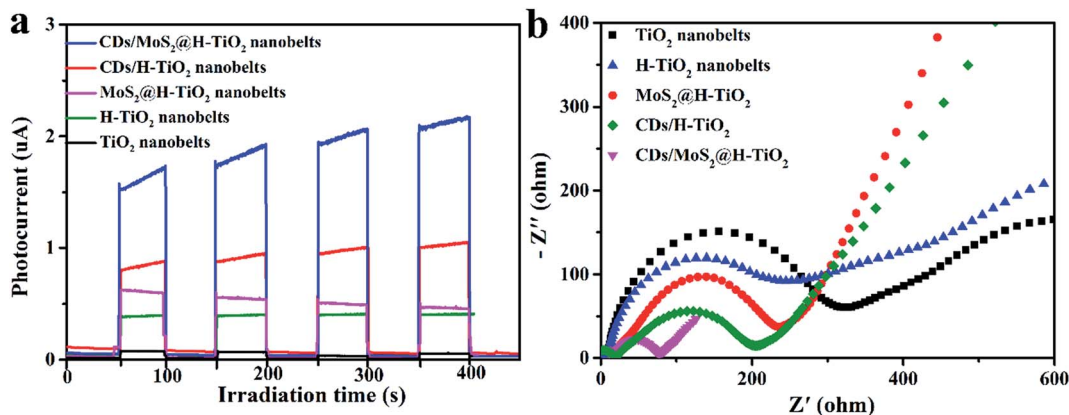 a
3
2
1
0
Photocurrent (uA)
CDs/MoS₂@H-TiO₂ nanobelts
CDs/H-TiO₂ nanobelts
MoS₂@H-TiO₂ nanobelts
H-TiO₂ nanobelts
TiO₂ nanobelts
0 100 200 300 400
Irradiation time (s)
b
400
300
200
100
0
-Z″ (ohm)
TiO₂ nanobelts
H-TiO₂ nanobelts
MoS₂@H-TiO₂
CDs/H-TiO₂
CDs/MoS₂@H-TiO₂
0 200 400 600
Z′ (ohm)